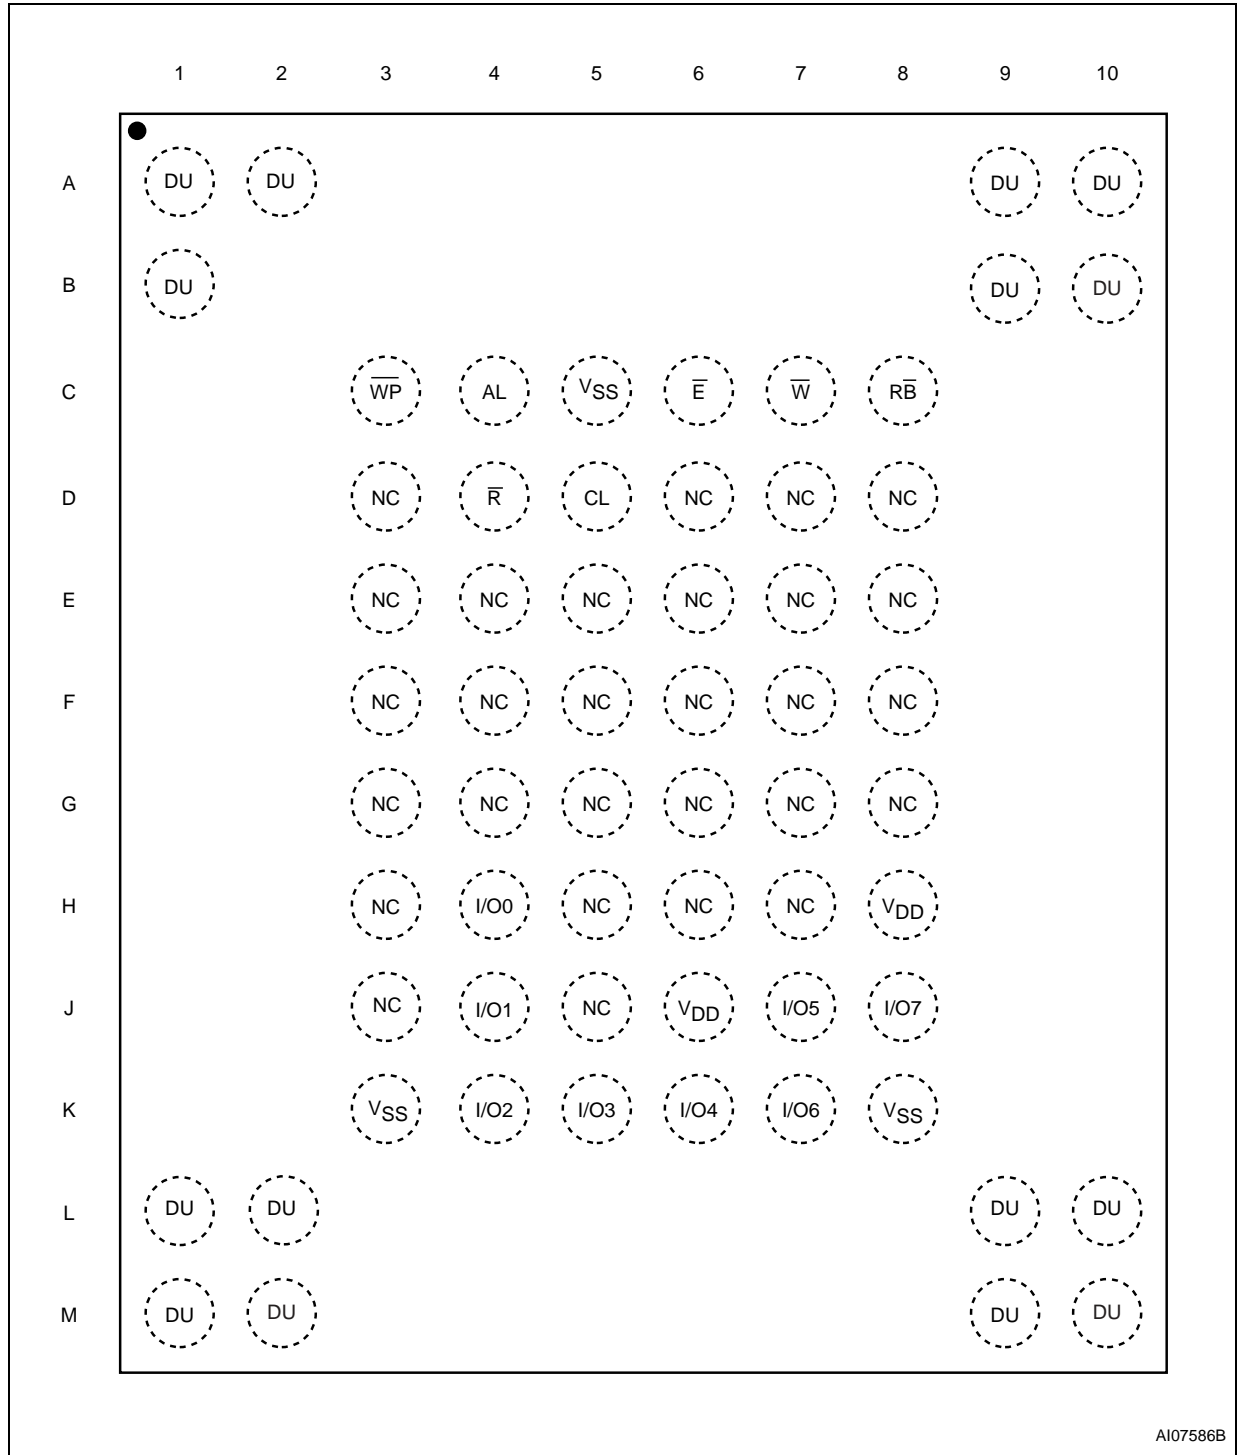 1 2 3 4 5 6 7 8 9 10
A DU DU DU DU
B DU DU DU
C W̅P̅ AL VSS E̅ W̅ RB̅
D NC R̅ CL NC NC NC
E NC NC NC NC NC NC
F NC NC NC NC NC NC
G NC NC NC NC NC NC
H NC I/O0 NC NC NC VDD
J NC I/O1 NC VDD I/O5 I/O7
K VSS I/O2 I/O3 I/O4 I/O6 VSS
L DU DU DU DU
M DU DU DU DU
AI07586B